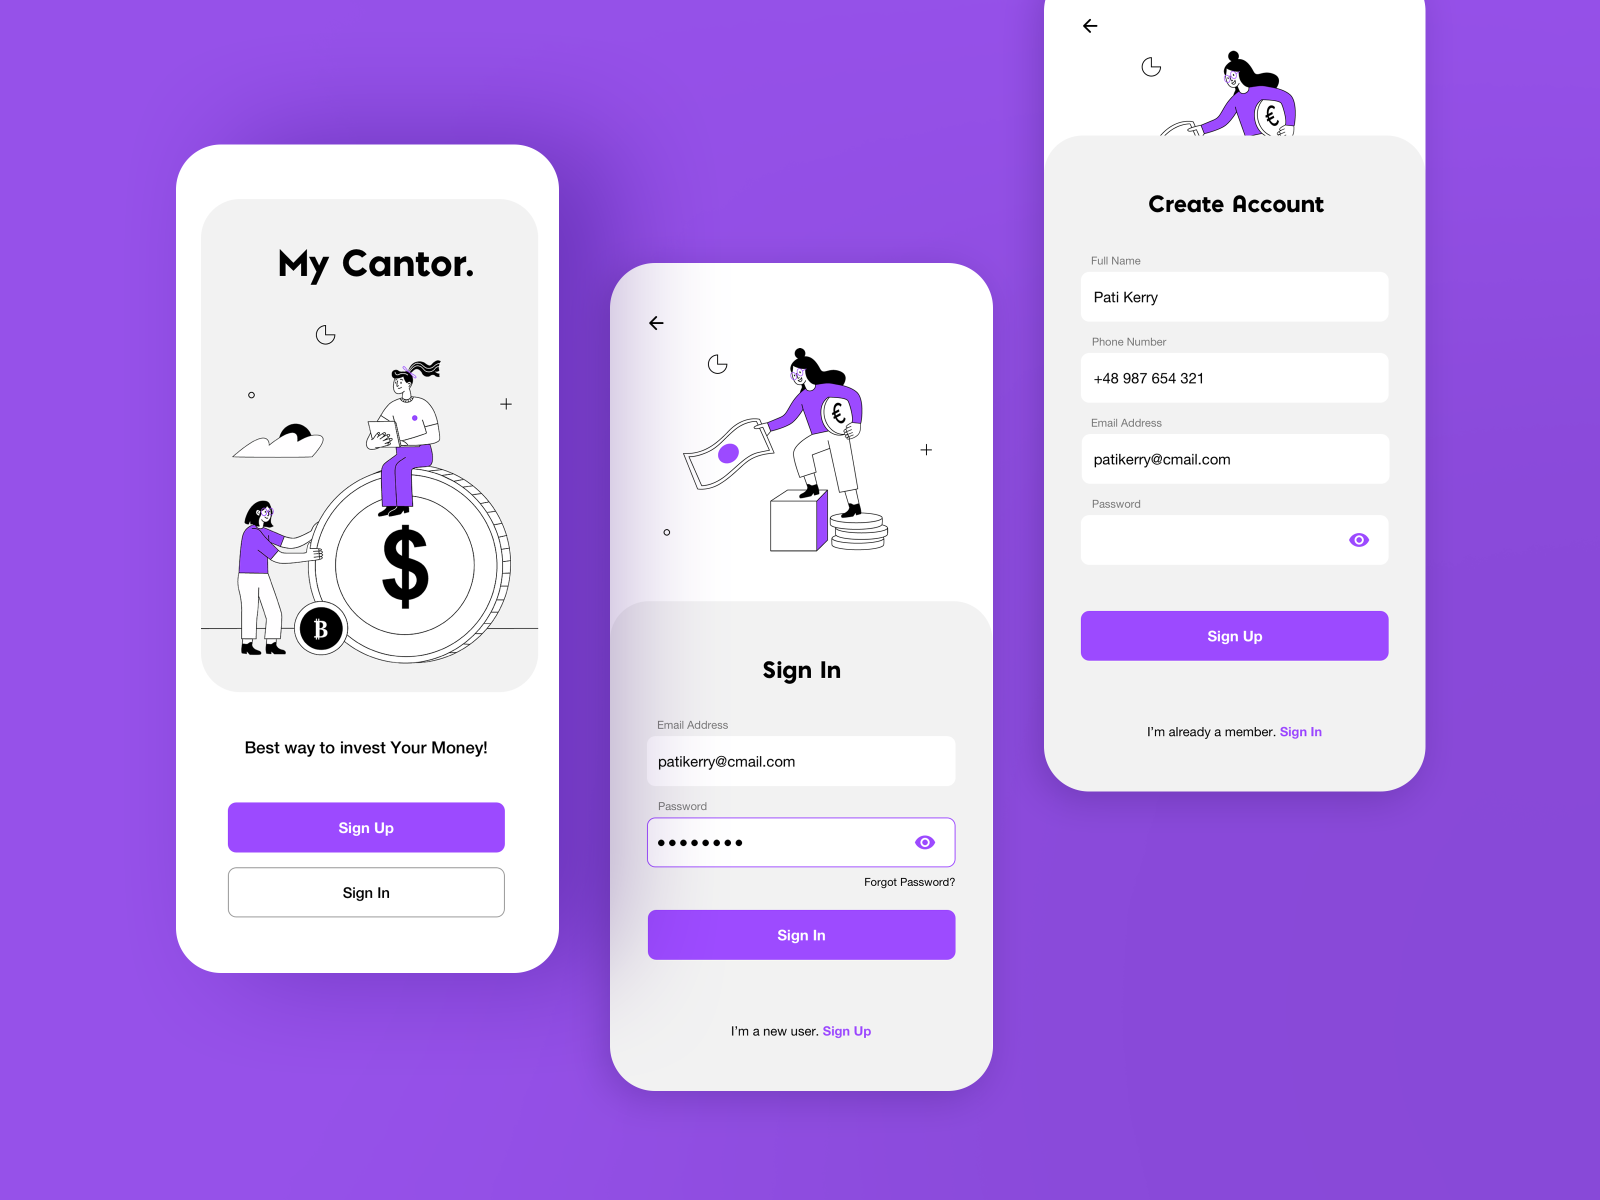 My Cantor.
$
B
Best way to invest Your Money!
Sign Up
Sign In
€
Sign In
Email Address
patikerry@cmail.com
Password
••••••••
Forgot Password?
Sign In
I'm a new user. Sign Up
€
Create Account
Full Name
Pati Kerry
Phone Number
+48 987 654 321
Email Address
patikerry@cmail.com
Password
Sign Up
I'm already a member. Sign In